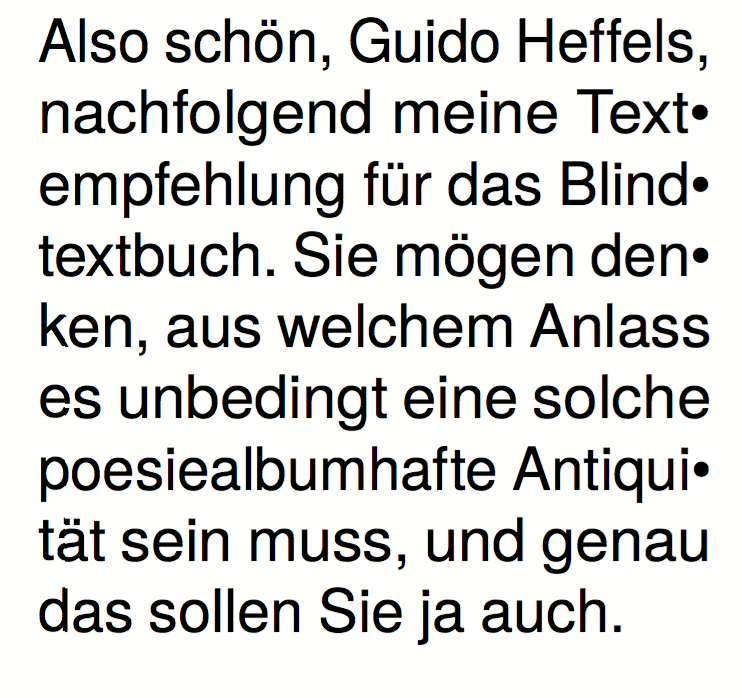 Also schön, Guido Heffels,
nachfolgend meine Text•
empfehlung für das Blind•
textbuch. Sie mögen den•
ken, aus welchem Anlass
es unbedingt eine solche
poesiealbumhafte Antiqui•
tät sein muss, und genau
das sollen Sie ja auch.